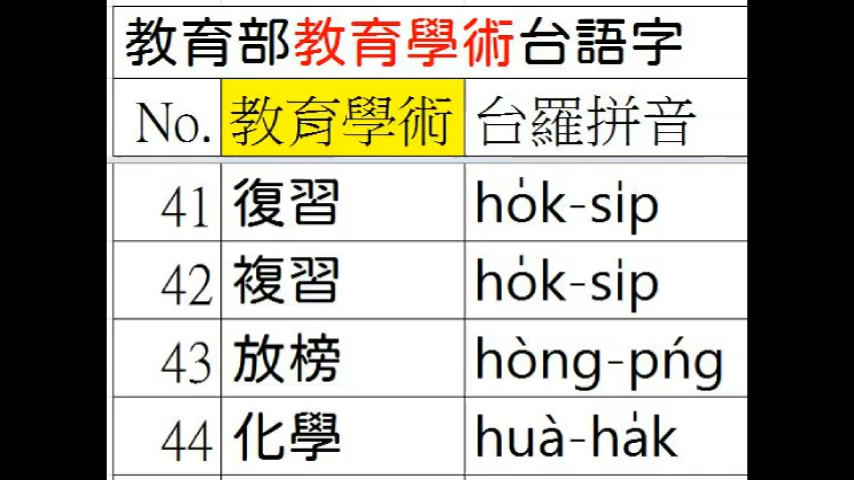 教育部教育學術台語字
No. 教育學術 台羅拼音
41 復習 ho̍k-si̍p
42 複習 ho̍k-si̍p
43 放榜 hòng-pńg
44 化學 huà-ha̍k